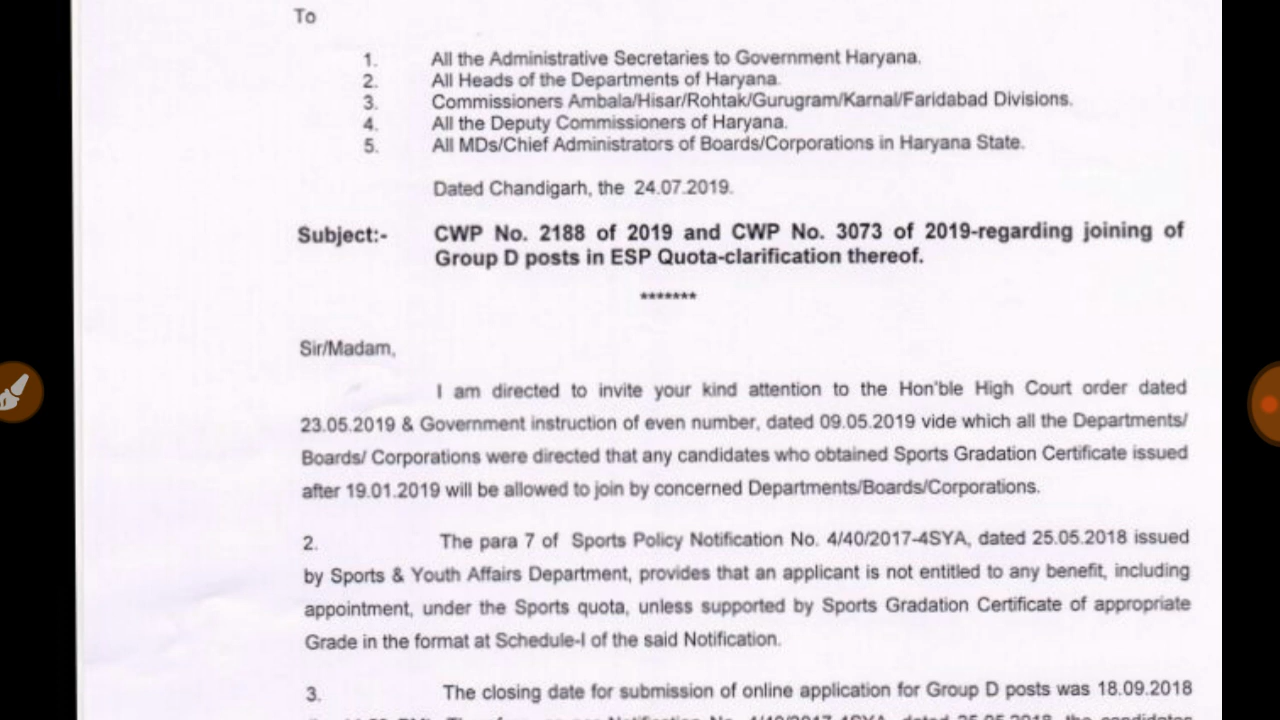 To
1. All the Administrative Secretaries to Government Haryana.
2. All Heads of the Departments of Haryana.
3. Commissioners Ambala/Hisar/Rohtak/Gurugram/Karnal/Faridabad Divisions.
4. All the Deputy Commissioners of Haryana.
5. All MDs/Chief Administrators of Boards/Corporations in Haryana State.
Dated Chandigarh, the 24.07.2019.
Subject:- CWP No. 2188 of 2019 and CWP No. 3073 of 2019-regarding joining of
Group D posts in ESP Quota-clarification thereof.
*******
Sir/Madam,
I am directed to invite your kind attention to the Hon'ble High Court order dated
23.05.2019 & Government instruction of even number, dated 09.05.2019 vide which all the Departments/
Boards/ Corporations were directed that any candidates who obtained Sports Gradation Certificate issued
after 19.01.2019 will be allowed to join by concerned Departments/Boards/Corporations.
2. The para 7 of Sports Policy Notification No. 4/40/2017-4SYA, dated 25.05.2018 issued
by Sports & Youth Affairs Department, provides that an applicant is not entitled to any benefit, including
appointment, under the Sports quota, unless supported by Sports Gradation Certificate of appropriate
Grade in the format at Schedule-I of the said Notification.
3. The closing date for submission of online application for Group D posts was 18.09.2018